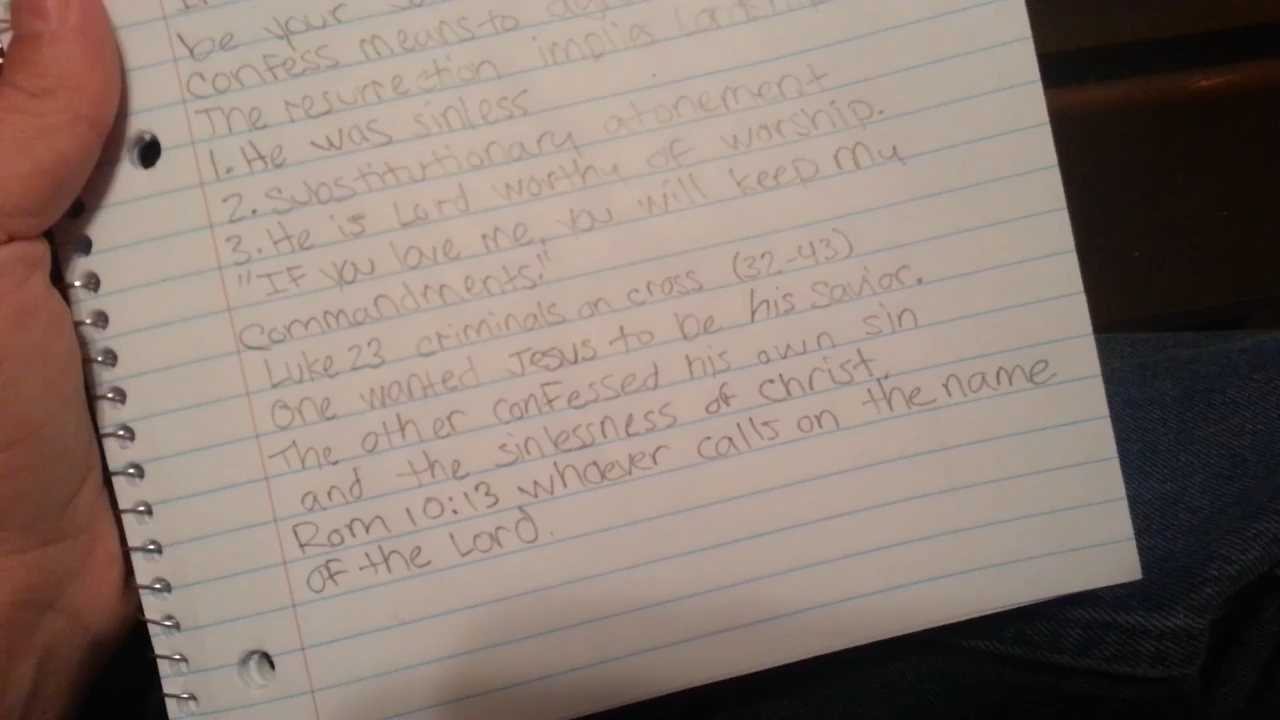 be your
confess means to
The resurrection implies
1. He was sinless
2. Substitutionary atonement
3. He is Lord worthy of worship.
"IF you love me, you will keep my
Commandments."
Luke 23 criminals on cross (32-43)
One wanted Jesus to be his savior.
The other confessed his own sin
and the sinlessness of Christ.
Rom 10:13 whoever calls on the name
of the Lord.